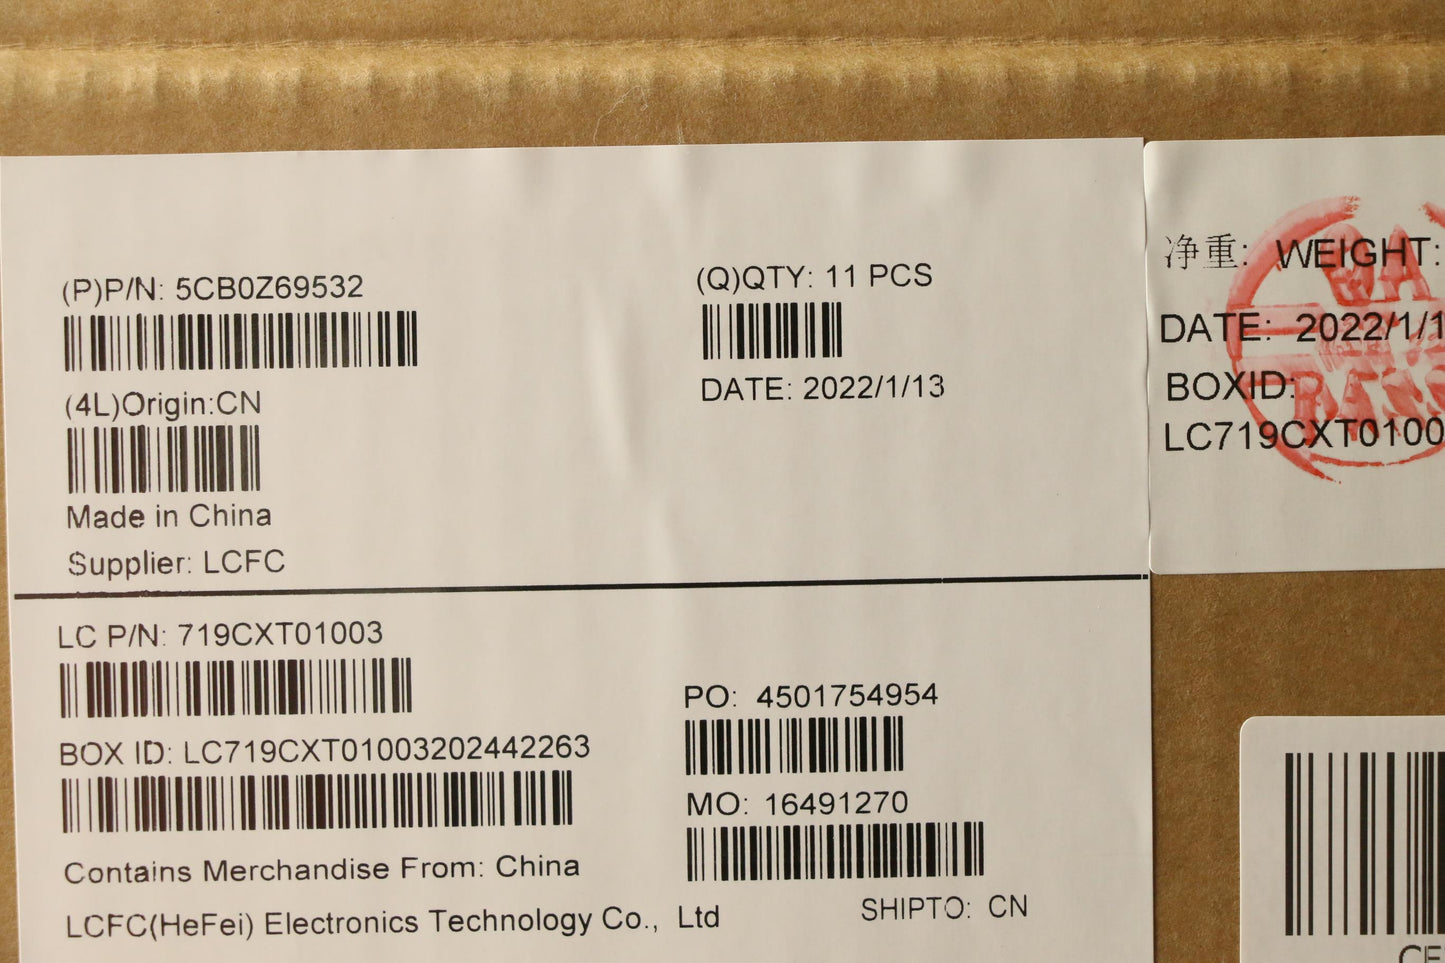 (P)P/N: 5CB0Z69532
(Q)QTY: 11 PCS
DATE: 2022/1/13
(4L)Origin:CN
Made in China
Supplier: LCFC
LC P/N: 719CXT01003
PO: 4501754954
BOX ID: LC719CXT01003202442263
MO: 16491270
Contains Merchandise From: China
SHIPTO: CN
LCFC(HeFei) Electronics Technology Co., Ltd
净重: WEIGHT:
DATE: 2022/1/1
BOXID:
LC719CXT0100